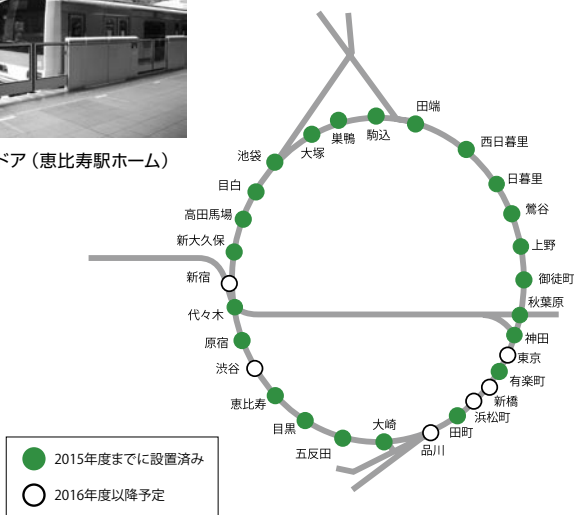 ドア（恵比寿駅ホーム）
田端
駒込
巣鴨
大塚
池袋
西日暮里
目白
日暮里
高田馬場
鶯谷
新大久保
上野
新宿
御徒町
代々木
秋葉原
原宿
神田
渋谷
東京
有楽町
恵比寿
新橋
浜松町
目黒
大崎
田町
五反田
品川
2015年度までに設置済み
2016年度以降予定